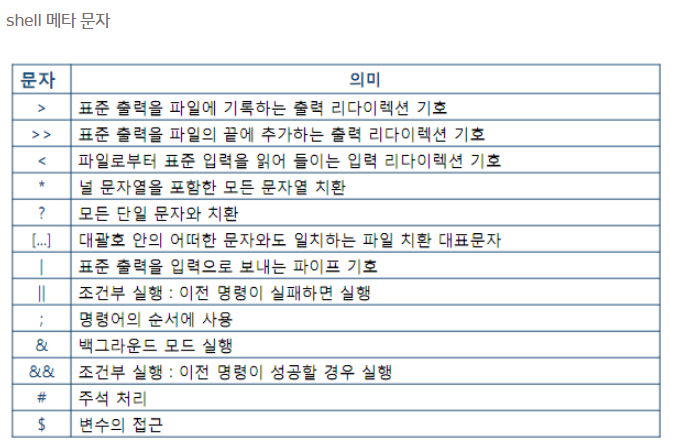 shell 메타 문자
문자 의미
> 표준 출력을 파일에 기록하는 출력 리다이렉션 기호
>> 표준 출력을 파일의 끝에 추가하는 출력 리다이렉션 기호
< 파일로부터 표준 입력을 읽어 들이는 입력 리다이렉션 기호
* 널 문자열을 포함한 모든 문자열 치환
? 모든 단일 문자와 치환
[...] 대괄호 안의 어떠한 문자와도 일치하는 파일 치환 대표문자
| 표준 출력을 입력으로 보내는 파이프 기호
|| 조건부 실행 : 이전 명령이 실패하면 실행
; 명령어의 순서에 사용
& 백그라운드 모드 실행
&& 조건부 실행 : 이전 명령이 성공할 경우 실행
# 주석 처리
$ 변수의 접근